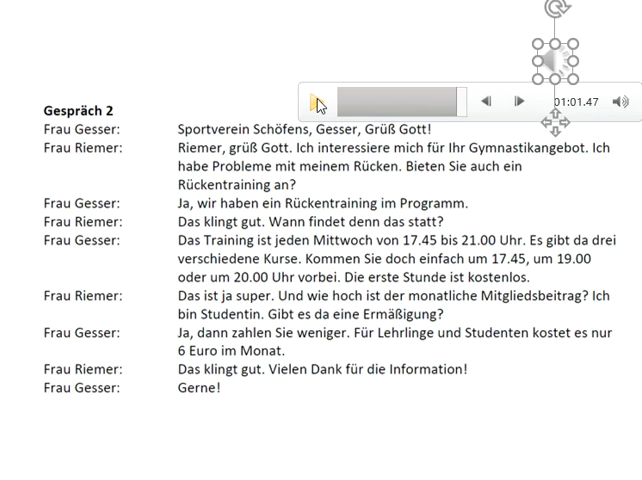 01:01.47
Gespräch 2
Frau Gesser: Sportverein Schöfens, Gesser, Grüß Gott!
Frau Riemer: Riemer, grüß Gott. Ich interessiere mich für Ihr Gymnastikangebot. Ich
habe Probleme mit meinem Rücken. Bieten Sie auch ein
Rückentraining an?
Frau Gesser: Ja, wir haben ein Rückentraining im Programm.
Frau Riemer: Das klingt gut. Wann findet denn das statt?
Frau Gesser: Das Training ist jeden Mittwoch von 17.45 bis 21.00 Uhr. Es gibt da drei
verschiedene Kurse. Kommen Sie doch einfach um 17.45, um 19.00
oder um 20.00 Uhr vorbei. Die erste Stunde ist kostenlos.
Frau Riemer: Das ist ja super. Und wie hoch ist der monatliche Mitgliedsbeitrag? Ich
bin Studentin. Gibt es da eine Ermäßigung?
Frau Gesser: Ja, dann zahlen Sie weniger. Für Lehrlinge und Studenten kostet es nur
6 Euro im Monat.
Frau Riemer: Das klingt gut. Vielen Dank für die Information!
Frau Gesser: Gerne!